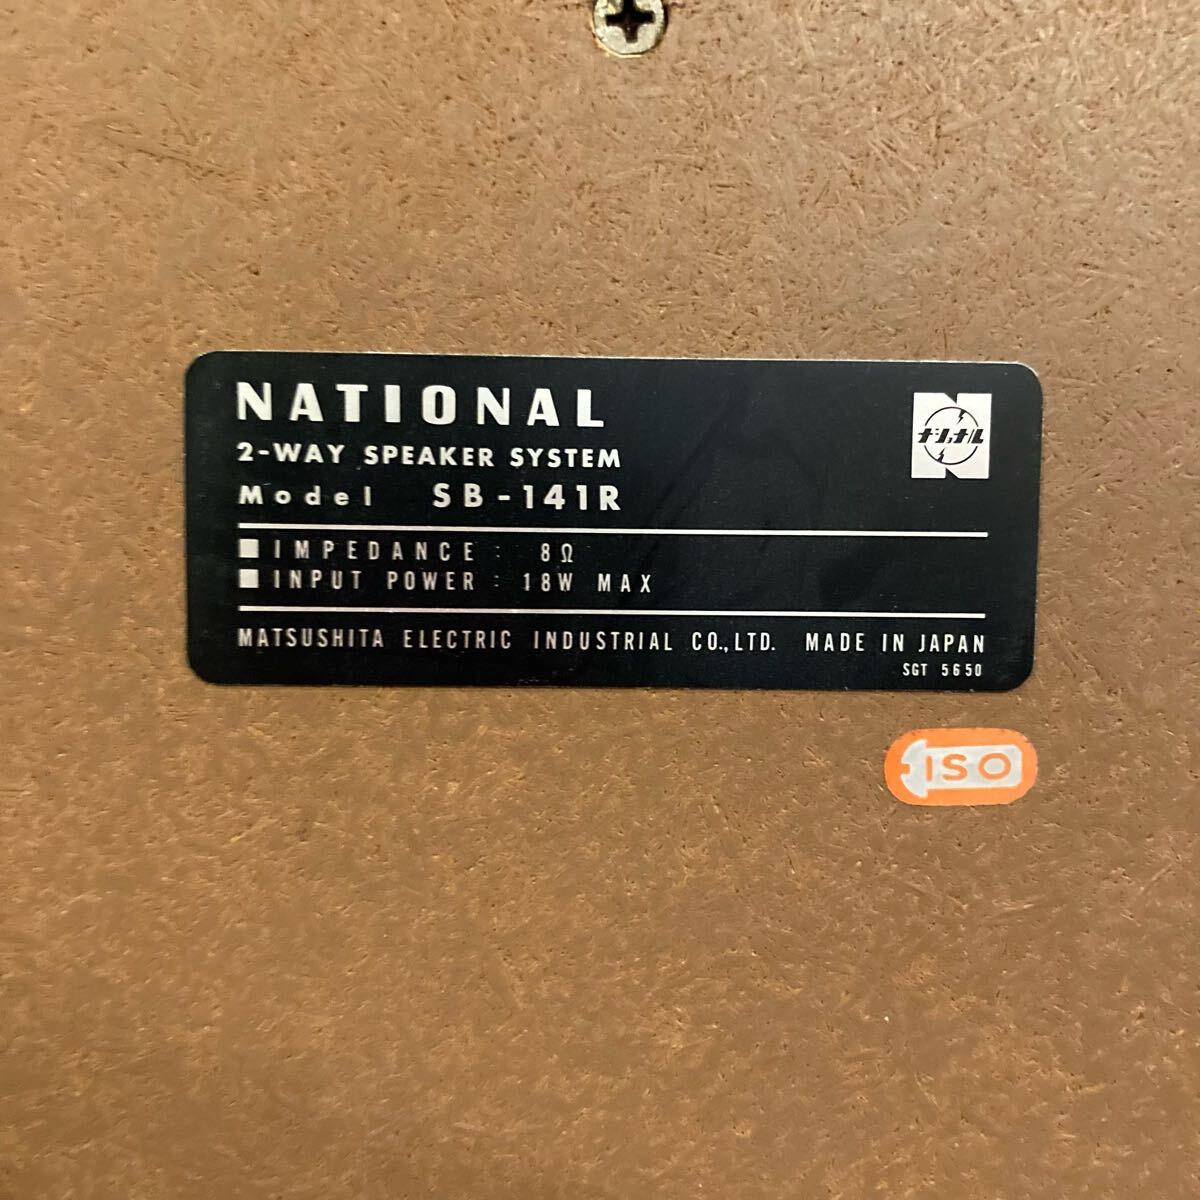 NATIONAL
ナショナル
2-WAY SPEAKER SYSTEM
Model SB-141R
■ IMPEDANCE : 8Ω
■ INPUT POWER : 18W MAX
MATSUSHITA ELECTRIC INDUSTRIAL CO.,LTD. MADE IN JAPAN
SGT 5650
ISO